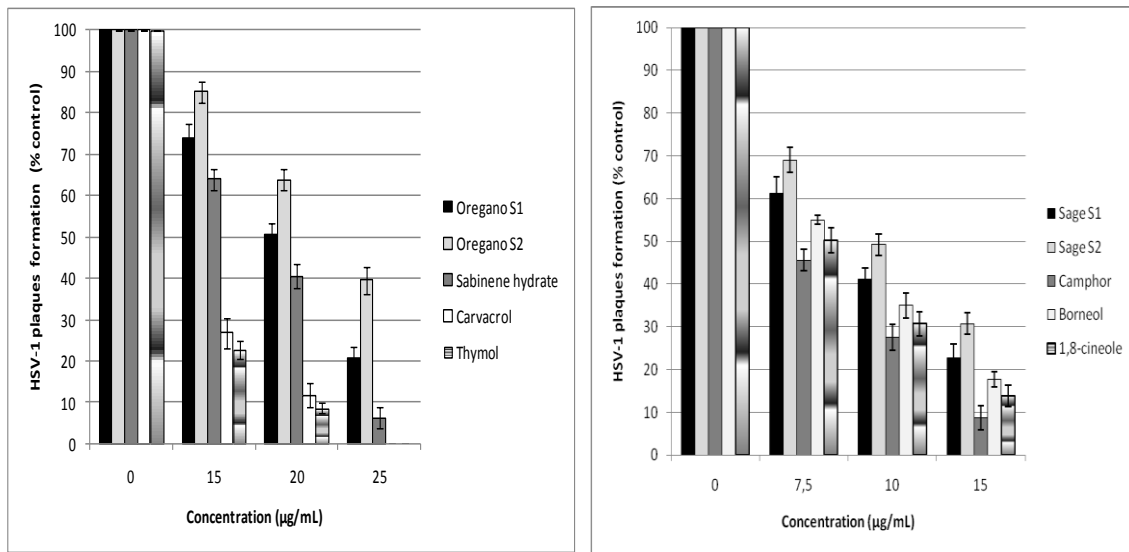 HSV-1 plaques formation (% control)
100
90
80
70
60
50
40
30
20
10
0
0 15 20 25
Concentration (µg/mL)
Oregano S1
Oregano S2
Sabinene hydrate
Carvacrol
Thymol
HSV-1 plaques formation (% control)
100
90
80
70
60
50
40
30
20
10
0
0 7,5 10 15
Concentration (µg/mL)
Sage S1
Sage S2
Camphor
Borneol
1,8-cineole